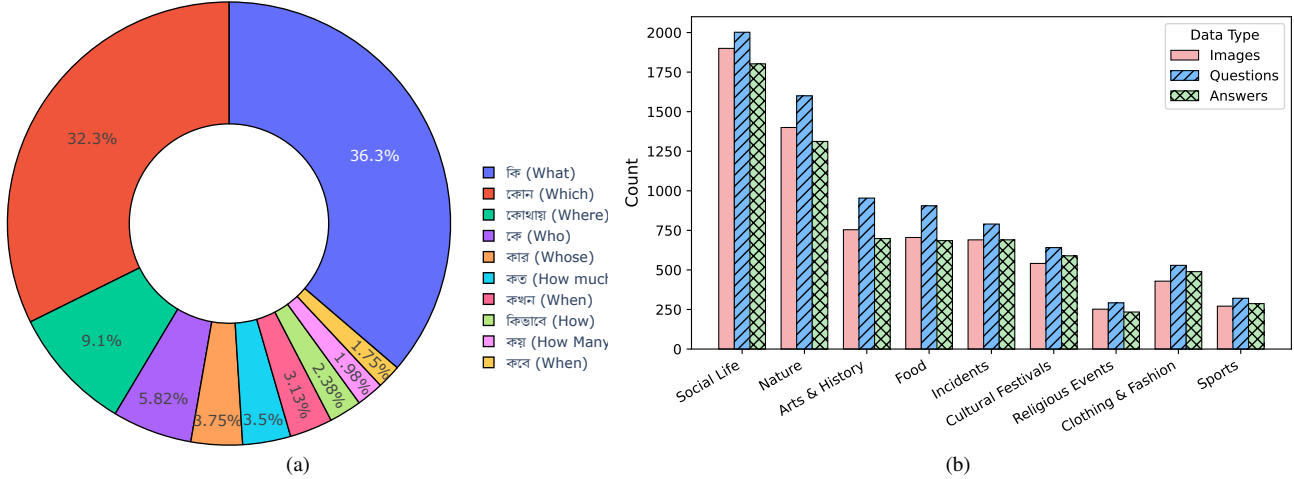 36.3%
32.3%
9.1%
5.82%
3.75%
3.5%
3.13%
2.38%
1.98%
1.75%
কি (What)
কোন (Which)
কোথায় (Where)
কে (Who)
কার (Whose)
কত (How much
কখন (When)
কিভাবে (How)
কয় (How Many
কবে (When)
(a)
Count
2000
1750
1500
1250
1000
750
500
250
0
Data Type
Images
Questions
Answers
Social Life
Nature
Arts & History
Food
Incidents
Cultural Festivals
Religious Events
Clothing & Fashion
Sports
(b)